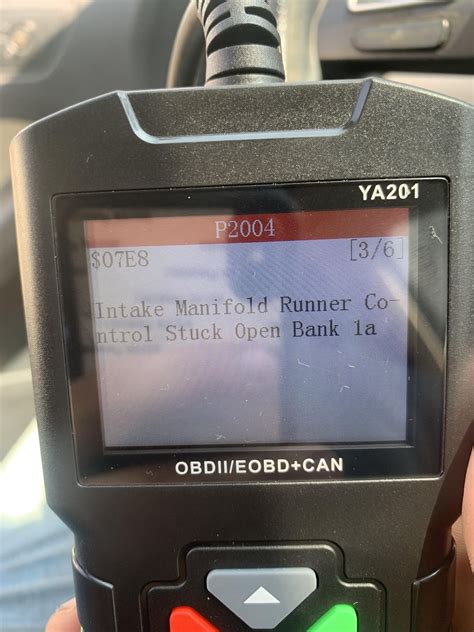 YA201
P2004
$07E8 [3/6]
Intake Manifold Runner Co-
ntrol Stuck Open Bank 1a
OBDII/EOBD+CAN